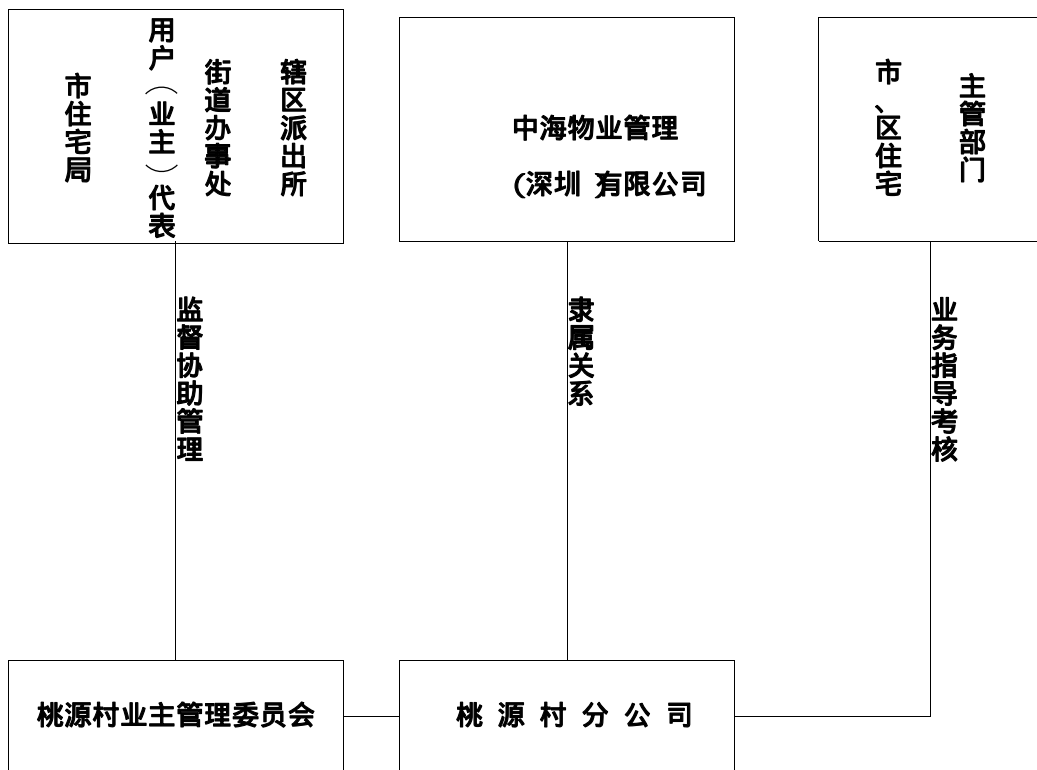 市住宅局
用户（业主）代表
街道办事处
辖区派出所
中海物业管理
(深圳)有限公司
市、区住宅
主管部门
监督协助管理
隶属关系
业务指导考核
桃源村业主管理委员会
桃源村分公司